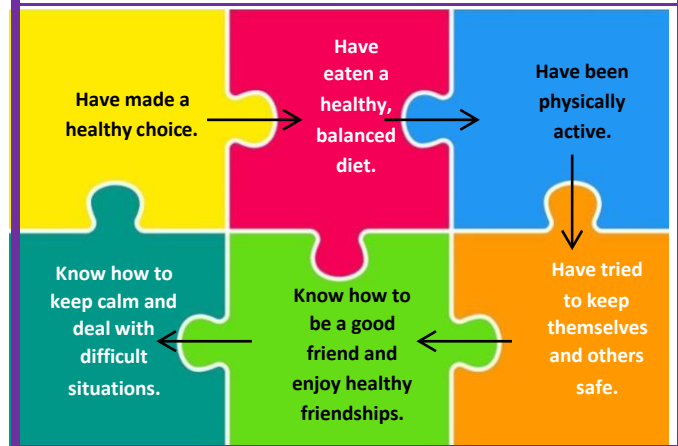 Have made a
healthy choice.
Have
eaten a
healthy,
balanced
diet.
Have been
physically
active.
Have tried
to keep
themselves
and others
safe.
Know how to
be a good
friend and
enjoy healthy
friendships.
Know how to
keep calm and
deal with
difficult
situations.